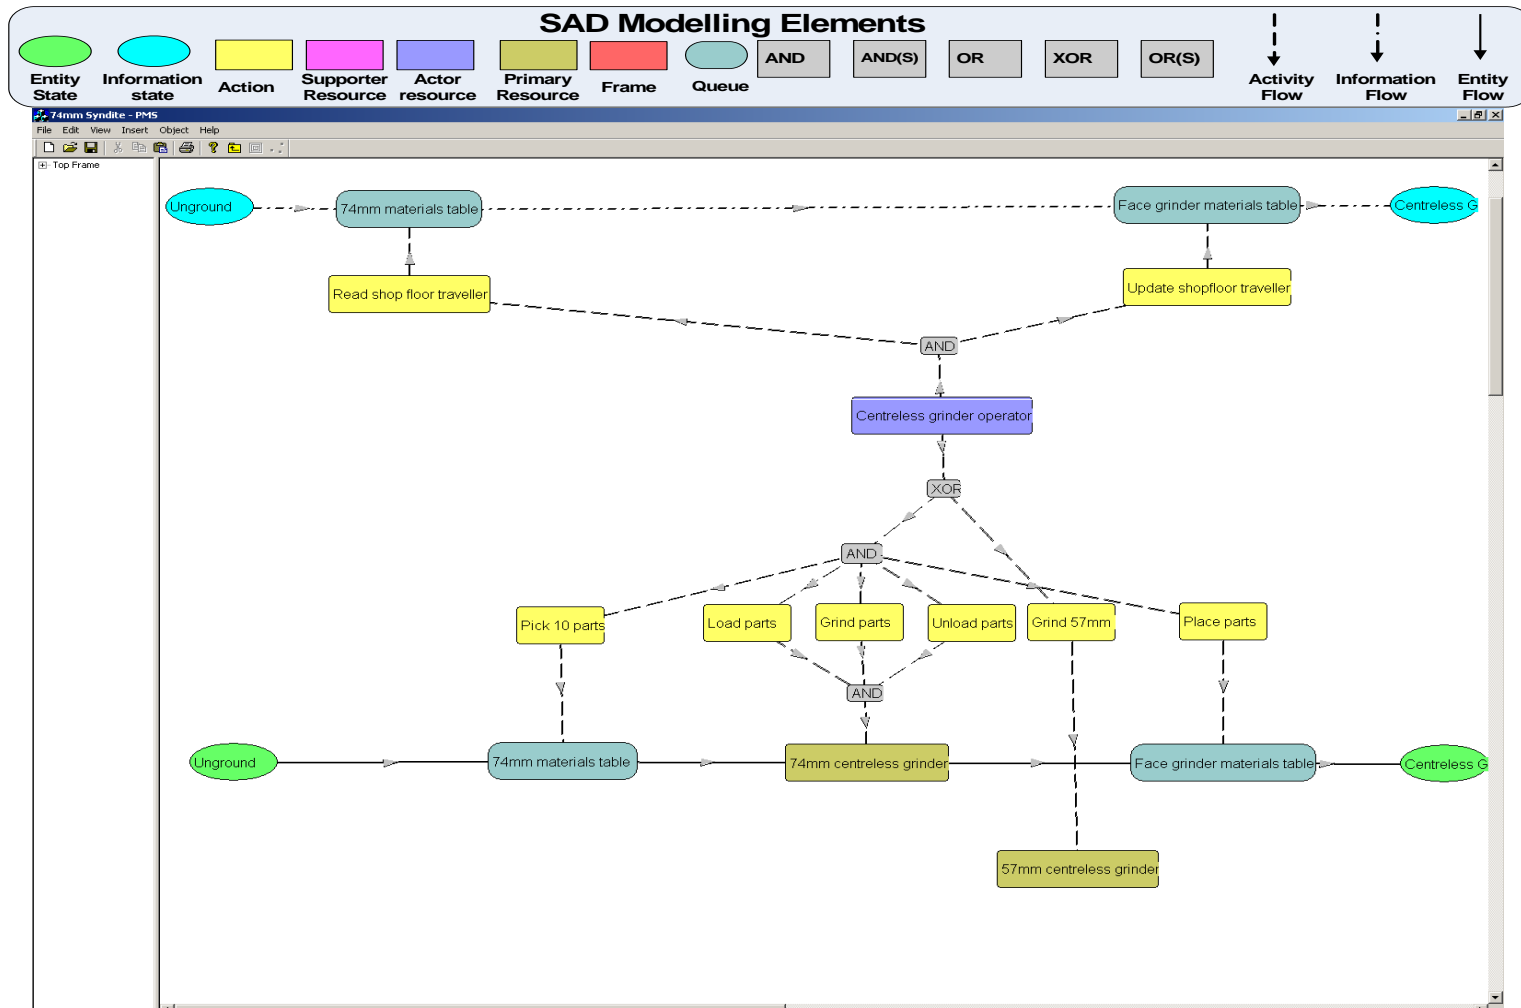 SAD Modelling Elements
Entity
State
Information
state
Action
Supporter
Resource
Actor
resource
Primary
Resource
Frame
Queue
AND
AND(S)
OR
XOR
OR(S)
Activity
Flow
Information
Flow
Entity
Flow
74mm Syndite - PMS
File Edit View Insert Object Help
Top Frame
Unground
74mm materials table
Face grinder materials table
Centreless G
Read shop floor traveller
Update shopfloor traveller
AND
Centreless grinder operator
XOR
AND
Pick 10 parts
Load parts
Grind parts
Unload parts
Grind 57mm
Place parts
AND
Unground
74mm materials table
74mm centreless grinder
Face grinder materials table
Centreless G
57mm centreless grinder